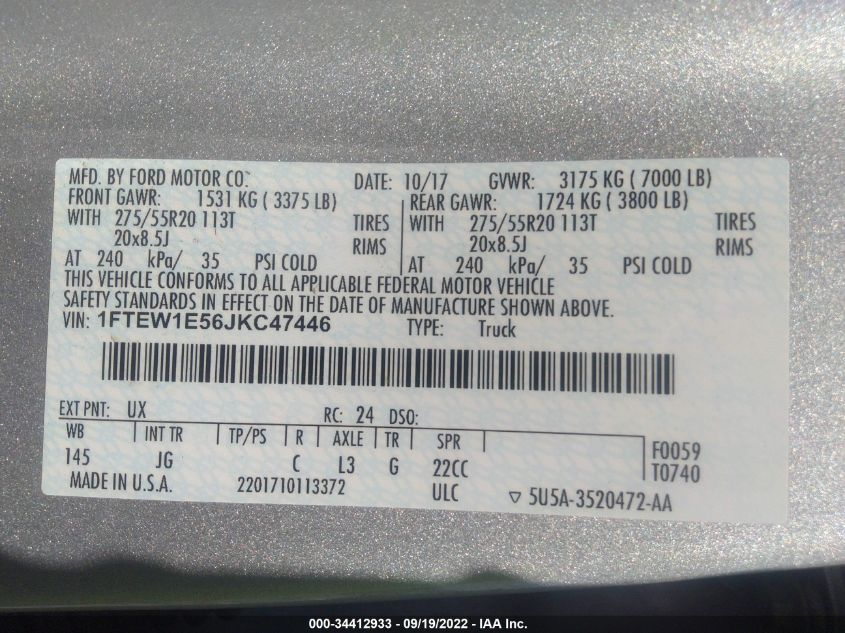 MFD. BY FORD MOTOR CO. DATE: 10/17 GVWR: 3175 KG ( 7000 LB)
FRONT GAWR: 1531 KG ( 3375 LB) REAR GAWR: 1724 KG ( 3800 LB)
WITH 275/55R20 113T TIRES WITH 275/55R20 113T TIRES
20x8.5J RIMS 20x8.5J RIMS
AT 240 kPa/ 35 PSI COLD AT 240 kPa/ 35 PSI COLD
THIS VEHICLE CONFORMS TO ALL APPLICABLE FEDERAL MOTOR VEHICLE
SAFETY STANDARDS IN EFFECT ON THE DATE OF MANUFACTURE SHOWN ABOVE.
VIN: 1FTEW1E56JKC47446 TYPE: Truck
EXT PNT: UX RC: 24 DSO:
WB INT TR TP/PS R AXLE TR SPR F0059
145 JG C L3 G 22CC T0740
MADE IN U.S.A. 2201710113372 ULC ▽ 5U5A-3520472-AA
000-34412933 - 09/19/2022 - IAA Inc.